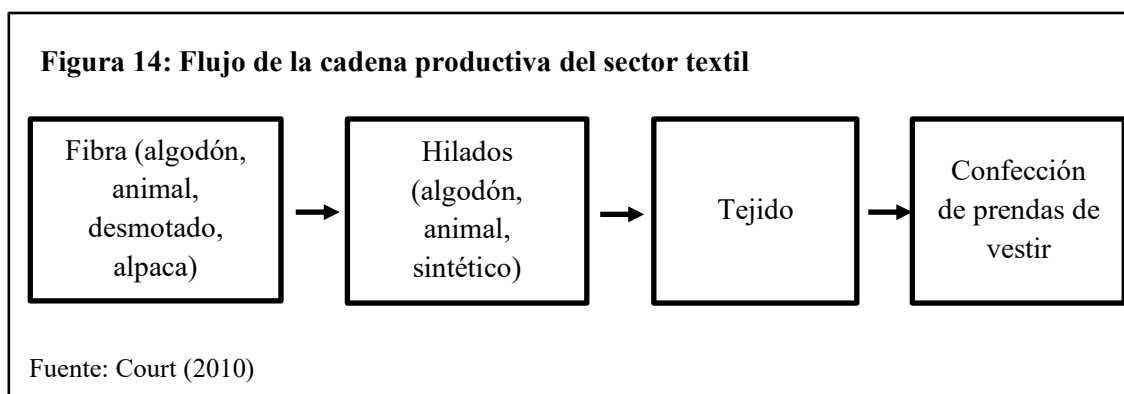 Figura 14: Flujo de la cadena productiva del sector textil
Fibra (algodón,
animal,
desmotado,
alpaca)
Hilados
(algodón,
animal,
sintético)
Tejido
Confección
de prendas de
vestir
Fuente: Court (2010)